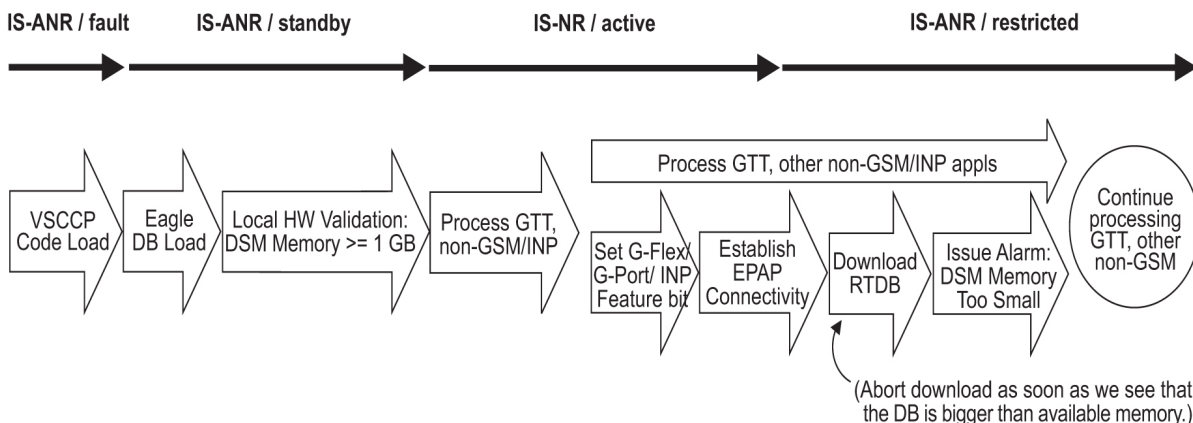 IS-ANR / fault
IS-ANR / standby
IS-NR / active
IS-ANR / restricted
VSCCP
Code Load
Eagle
DB Load
Local HW Validation:
DSM Memory >= 1 GB
Process GTT,
non-GSM/INP
Process GTT, other non-GSM/INP appls
Set G-Flex/
G-Port/ INP
Feature bit
Establish
EPAP
Connectivity
Download
RTDB
Issue Alarm:
DSM Memory
Too Small
Continue
processing
GTT, other
non-GSM
(Abort download as soon as we see that
the DB is bigger than available memory.)